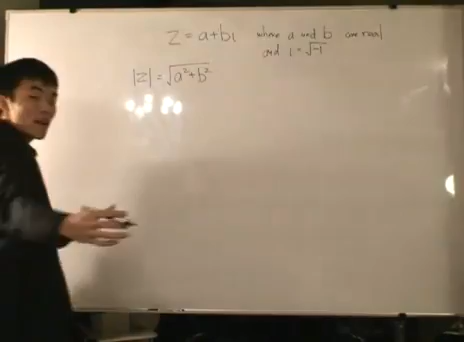 z = a+bi where a and b are real
and i = √-1
|z| = √a²+b²